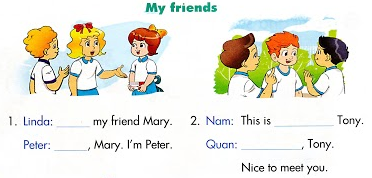 My friends
1. Linda: ______ my friend Mary.
Peter: ______, Mary. I'm Peter.
2. Nam: This is __________ Tony.
Quan: __________, Tony.
Nice to meet you.